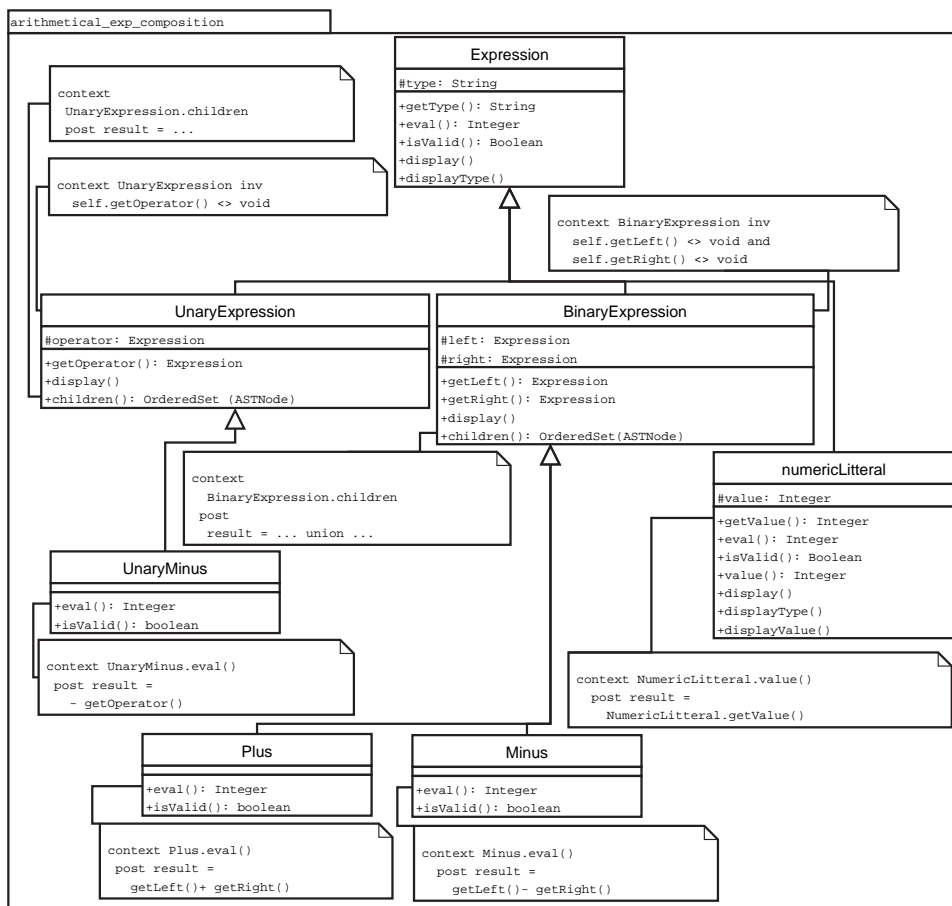 arithmetical_exp_composition
Expression
#type: String
+getType(): String
+eval(): Integer
+isValid(): Boolean
+display()
+displayType()
context
UnaryExpression.children
post result = ...
context UnaryExpression inv
self.getOperator() <> void
context BinaryExpression inv
self.getLeft() <> void and
self.getRight() <> void
UnaryExpression
#operator: Expression
+getOperator(): Expression
+display()
+children(): OrderedSet (ASTNode)
BinaryExpression
#left: Expression
#right: Expression
+getLeft(): Expression
+getRight(): Expression
+display()
+children(): OrderedSet(ASTNode)
context
BinaryExpression.children
post
result = ... union ...
numericLitteral
#value: Integer
+getValue(): Integer
+eval(): Integer
+isValid(): Boolean
+value(): Integer
+display()
+displayType()
+displayValue()
UnaryMinus
+eval(): Integer
+isValid(): boolean
context UnaryMinus.eval()
post result =
- getOperator()
context NumericLitteral.value()
post result =
NumericLitteral.getValue()
Plus
+eval(): Integer
+isValid(): boolean
Minus
+eval(): Integer
+isValid(): boolean
context Plus.eval()
post result =
getLeft()+ getRight()
context Minus.eval()
post result =
getLeft()- getRight()